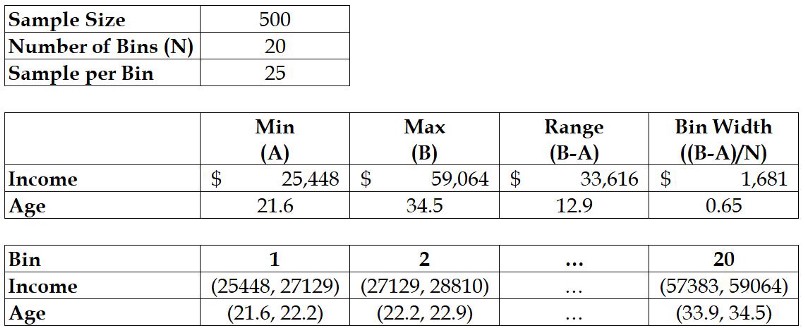 Sample Size 500
Number of Bins (N) 20
Sample per Bin 25
Min Max Range Bin Width
(A) (B) (B-A) ((B-A)/N)
Income $ 25,448 $ 59,064 $ 33,616 $ 1,681
Age 21.6 34.5 12.9 0.65
Bin 1 2 ... 20
Income (25448, 27129) (27129, 28810) ... (57383, 59064)
Age (21.6, 22.2) (22.2, 22.9) ... (33.9, 34.5)